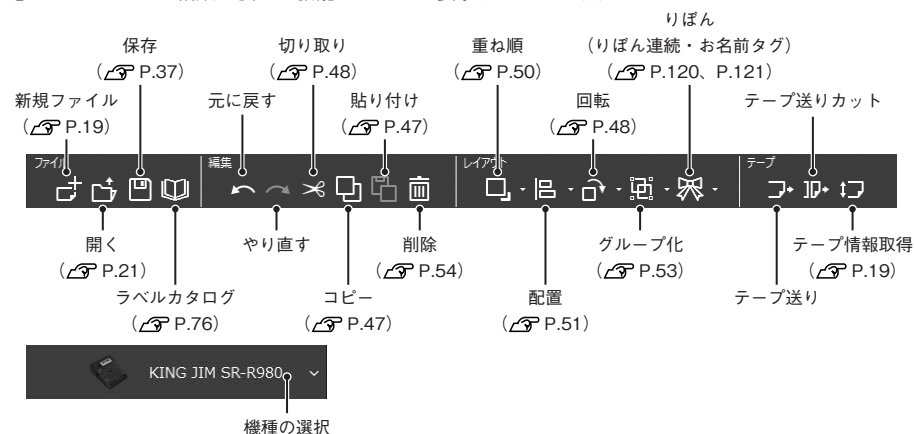 りぼん
保存
切り取り
重ね順
(りぼん連続・お名前タグ)
(P.37)
(P.48)
(P.50)
(P.120、P.121)
新規ファイル
元に戻す
貼り付け
回転
テープ送りカット
(P.19)
(P.47)
(P.48)
ファイル
編集
レイアウト
テープ
開く
やり直す
削除
グループ化
テープ情報取得
(P.21)
(P.54)
(P.53)
(P.19)
ラベルカタログ
コピー
配置
テープ送り
(P.76)
(P.47)
(P.51)
KING JIM SR-R980
機種の選択